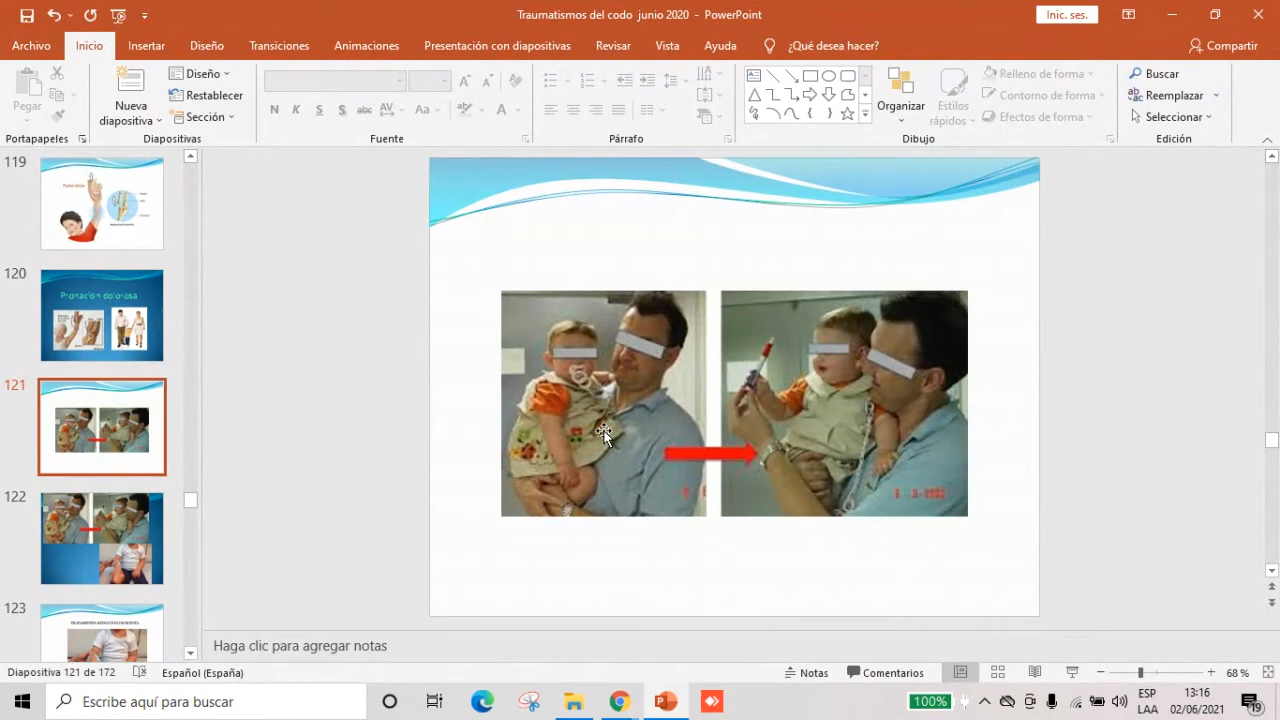 Traumatismos del codo junio 2020 - PowerPoint
Inic. ses.
Archivo Inicio Insertar Diseño Transiciones Animaciones Presentación con diapositivas Revisar Vista Ayuda ¿Qué desea hacer? Compartir
Pegar
Nueva diapositiva
Diseño
Restablecer
Sección
N K S S abc AV Aa A
Relleno de forma
Contorno de forma
Efectos de forma
Organizar
Estilos rápidos
Buscar
Reemplazar
Seleccionar
Portapapeles Diapositivas Fuente Párrafo Dibujo Edición
119
120
Pronación dolorosa
121
122
123
Haga clic para agregar notas
Diapositiva 121 de 172 Español (España) Notas Comentarios 68 %
Escribe aquí para buscar
100%
ESP
LAA
13:16
02/06/2021
19